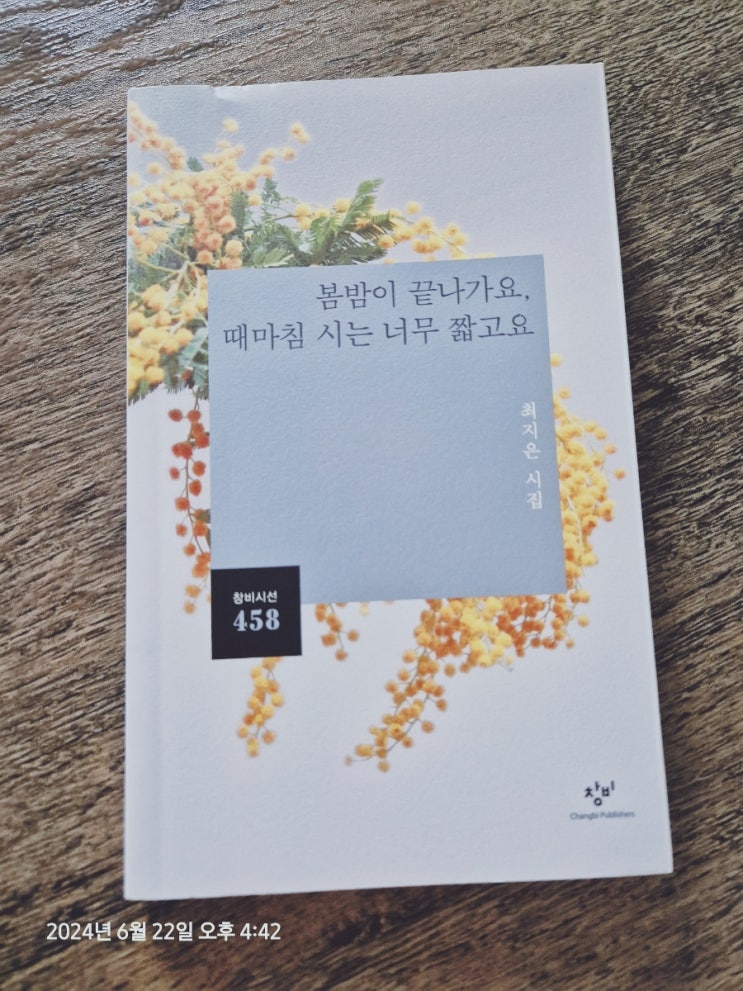 봄밤이 끝나가요,
때마침 시는 너무 짧고요
최지은 시집
창비시선
458
창비
Changbi Publishers
2024년 6월 22일 오후 4:42